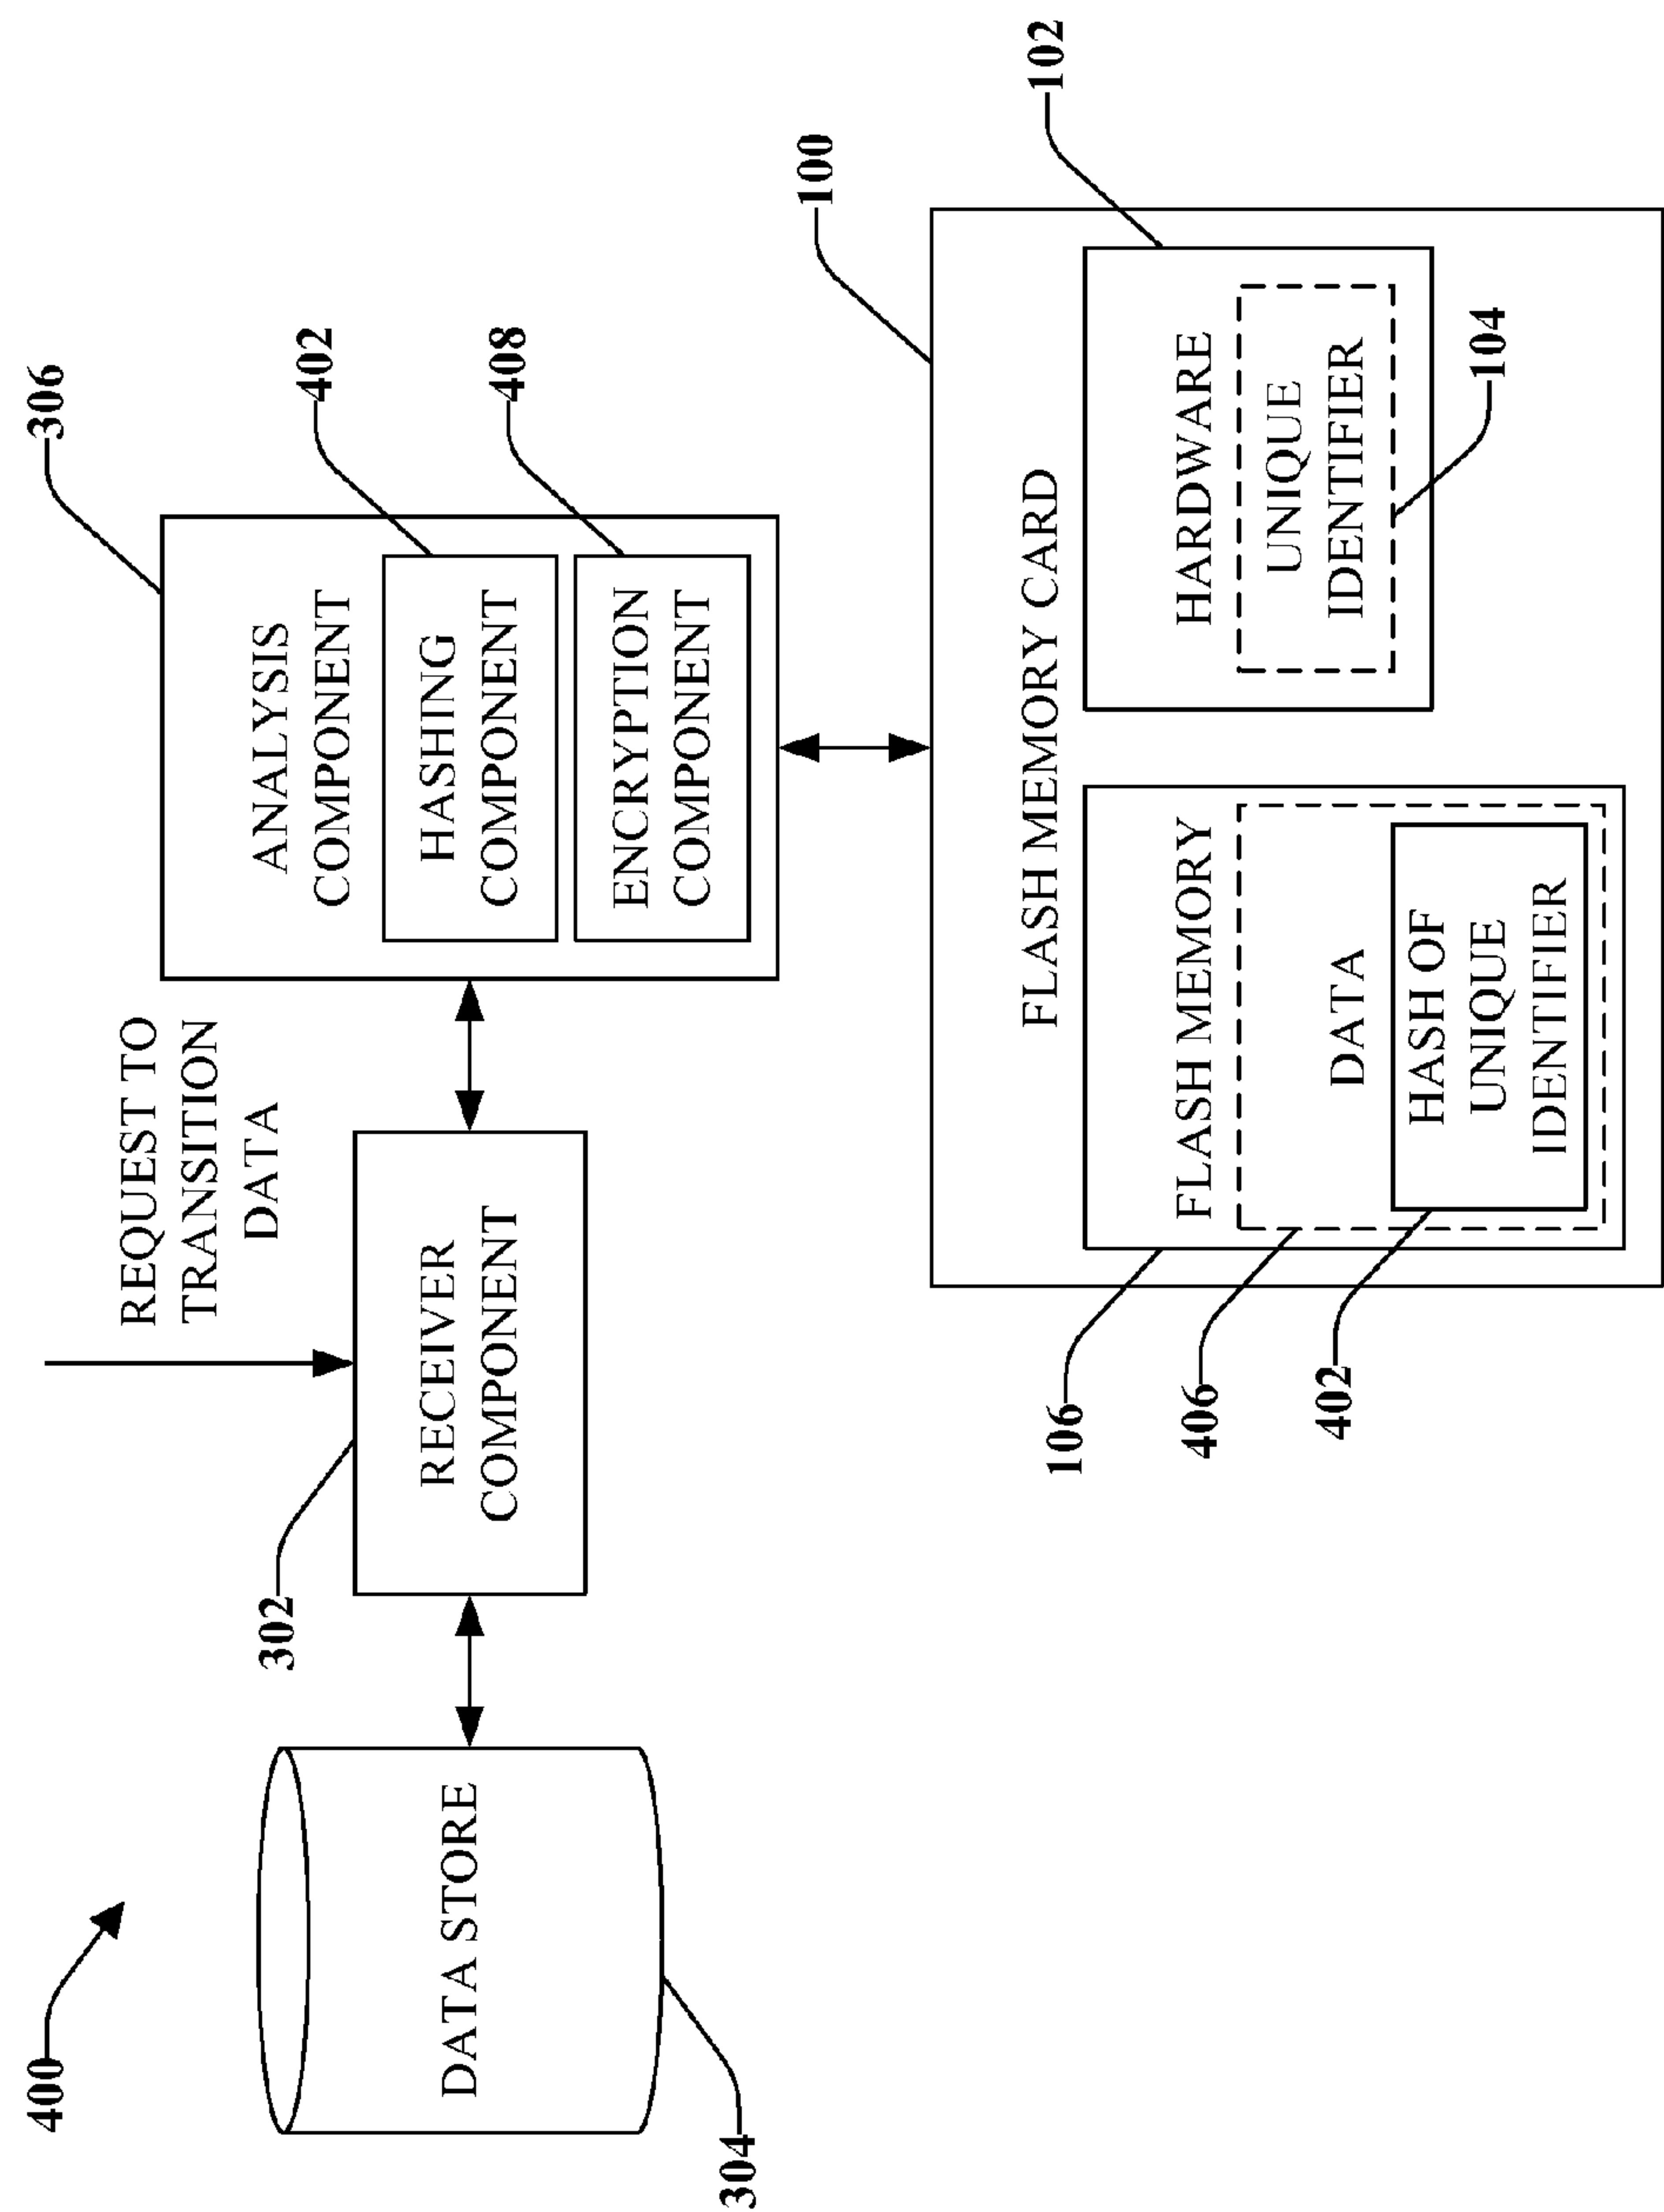 400
REQUEST TO
TRANSITION
DATA
306
ANALYSIS
COMPONENT
402
HASHING
COMPONENT
408
ENCRYPTION
COMPONENT
302
RECEIVER
COMPONENT
DATA STORE
304
100
FLASH MEMORY CARD
106
FLASH MEMORY
406
DATA
402
HASH OF
UNIQUE
IDENTIFIER
102
HARDWARE
UNIQUE
IDENTIFIER
104